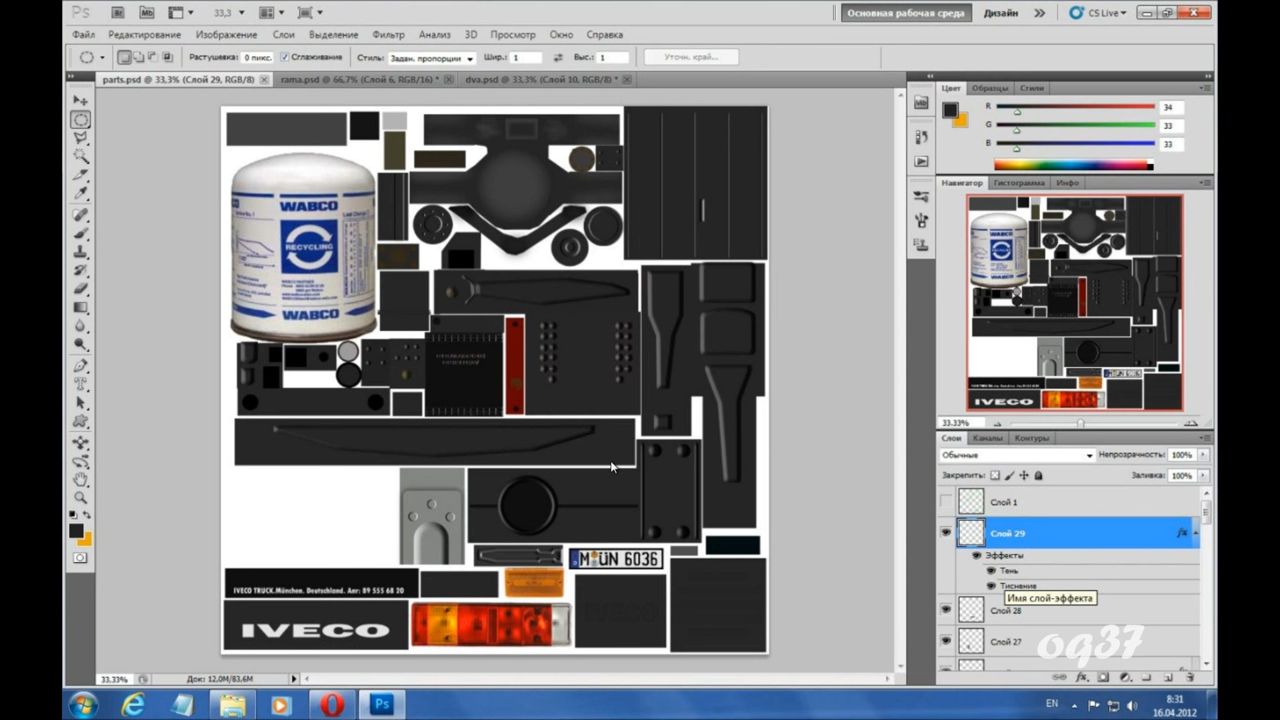 Ps Br Mb 33,3 Основная рабочая среда Дизайн CS Live
Файл Редактирование Изображение Слои Выделение Фильтр Анализ 3D Просмотр Окно Справка
Растушевка: 0 пикс. Сглаживание Стиль: Задан. пропорции Шир.: 1 Выс.: 1 Уточн. край...
parts.psd @ 33,3% (Слой 29, RGB/8) rama.psd @ 66,7% (Слой 6, RGB/16) * dva.psd @ 33,3% (Слой 10, RGB/8) *
Цвет Образцы Стили
R 34
G 33
B 33
Навигатор Гистограмма Инфо
WABCO
RECYCLING
WABCO
33.33%
Слои Каналы Контуры
Обычные Непрозрачность: 100%
Закрепить: Заливка: 100%
Слой 1
Слой 29 fx
Эффекты
Тень
Тиснение
Имя слой-эффекта
Слой 28
Слой 27
M ÜN 6036
IVECO TRUCK.München. Deutschland. Anr: 89 555 68 20
IVECO
og37
33.33% Док: 12,0M/83,6M
EN 8:31
16.04.2012